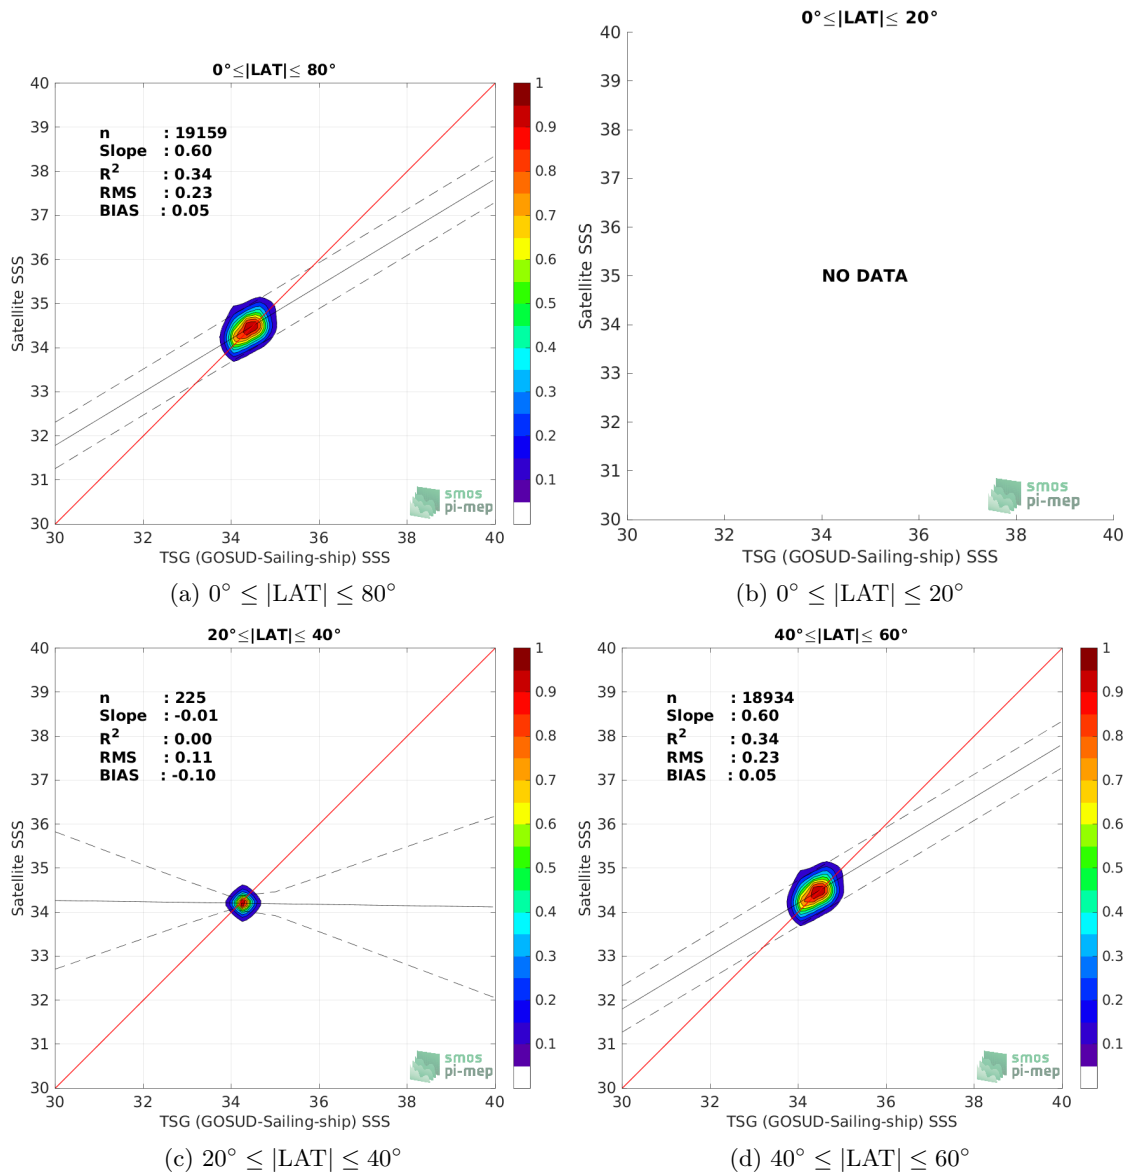 0°≤|LAT|≤ 80°
40
39
38
37
36
35
34
33
32
31
30
Satellite SSS
n : 19159
Slope : 0.60
R² : 0.34
RMS : 0.23
BIAS : 0.05
smos
pi-mep
30 32 34 36 38 40
TSG (GOSUD-Sailing-ship) SSS
1
0.9
0.8
0.7
0.6
0.5
0.4
0.3
0.2
0.1
(a) 0° ≤ |LAT| ≤ 80°
0°≤|LAT|≤ 20°
40
39
38
37
36
35
34
33
32
31
30
Satellite SSS
NO DATA
smos
pi-mep
30 32 34 36 38 40
TSG (GOSUD-Sailing-ship) SSS
(b) 0° ≤ |LAT| ≤ 20°
20°≤|LAT|≤ 40°
40
39
38
37
36
35
34
33
32
31
30
Satellite SSS
n : 225
Slope : -0.01
R² : 0.00
RMS : 0.11
BIAS : -0.10
smos
pi-mep
30 32 34 36 38 40
TSG (GOSUD-Sailing-ship) SSS
1
0.9
0.8
0.7
0.6
0.5
0.4
0.3
0.2
0.1
(c) 20° ≤ |LAT| ≤ 40°
40°≤|LAT|≤ 60°
40
39
38
37
36
35
34
33
32
31
30
Satellite SSS
n : 18934
Slope : 0.60
R² : 0.34
RMS : 0.23
BIAS : 0.05
smos
pi-mep
30 32 34 36 38 40
TSG (GOSUD-Sailing-ship) SSS
1
0.9
0.8
0.7
0.6
0.5
0.4
0.3
0.2
0.1
(d) 40° ≤ |LAT| ≤ 60°